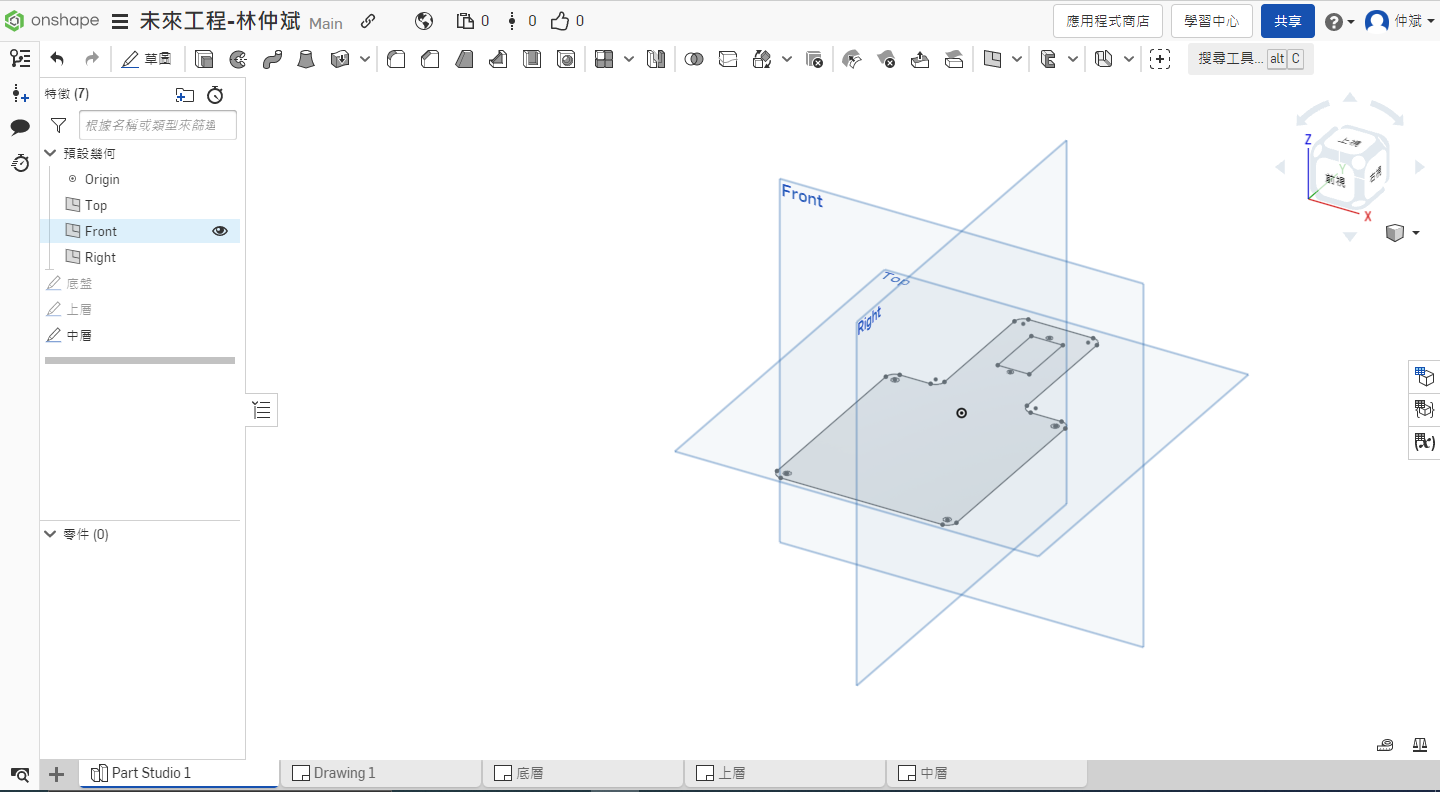 onshape 未來工程-林仲斌 Main 0 0 0 應用程式商店 學習中心 共享 仲斌
草圖 搜尋工具... alt C
特徵 (7)
根據名稱或類型來篩選
預設幾何
Origin
Top
Front
Right
底盤
上層
中層
零件 (0)
Front
Top
Right
Z
上視
Y
前視
右視
X
(x)
Part Studio 1 Drawing 1 底層 上層 中層